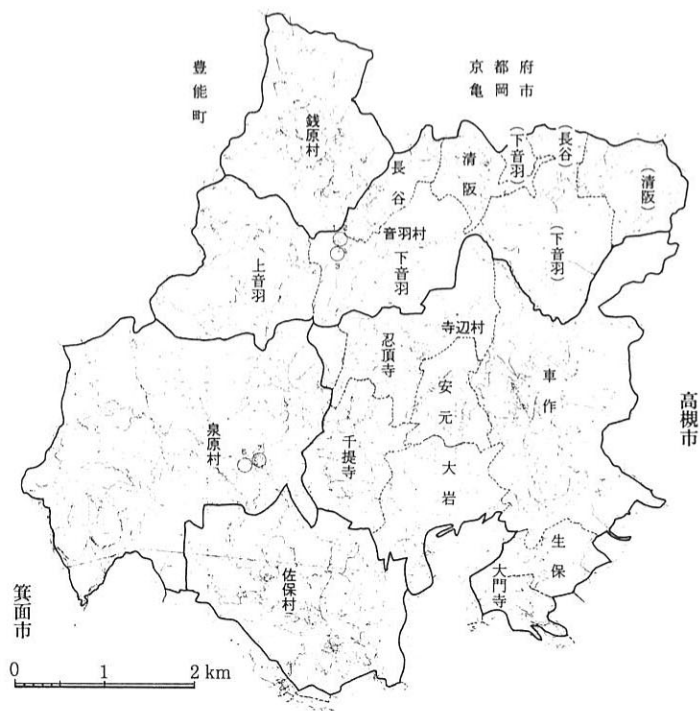 豊能町
京都府
亀岡市
銭原村
長谷
清阪
(下音羽)
(長谷)
(清阪)
音羽村
下音羽
(下音羽)
上音羽
寺辺村
忍頂寺
安元
車作
高槻市
泉原村
千提寺
大岩
生保
大門寺
佐保村
箕面市
0 1 2 km